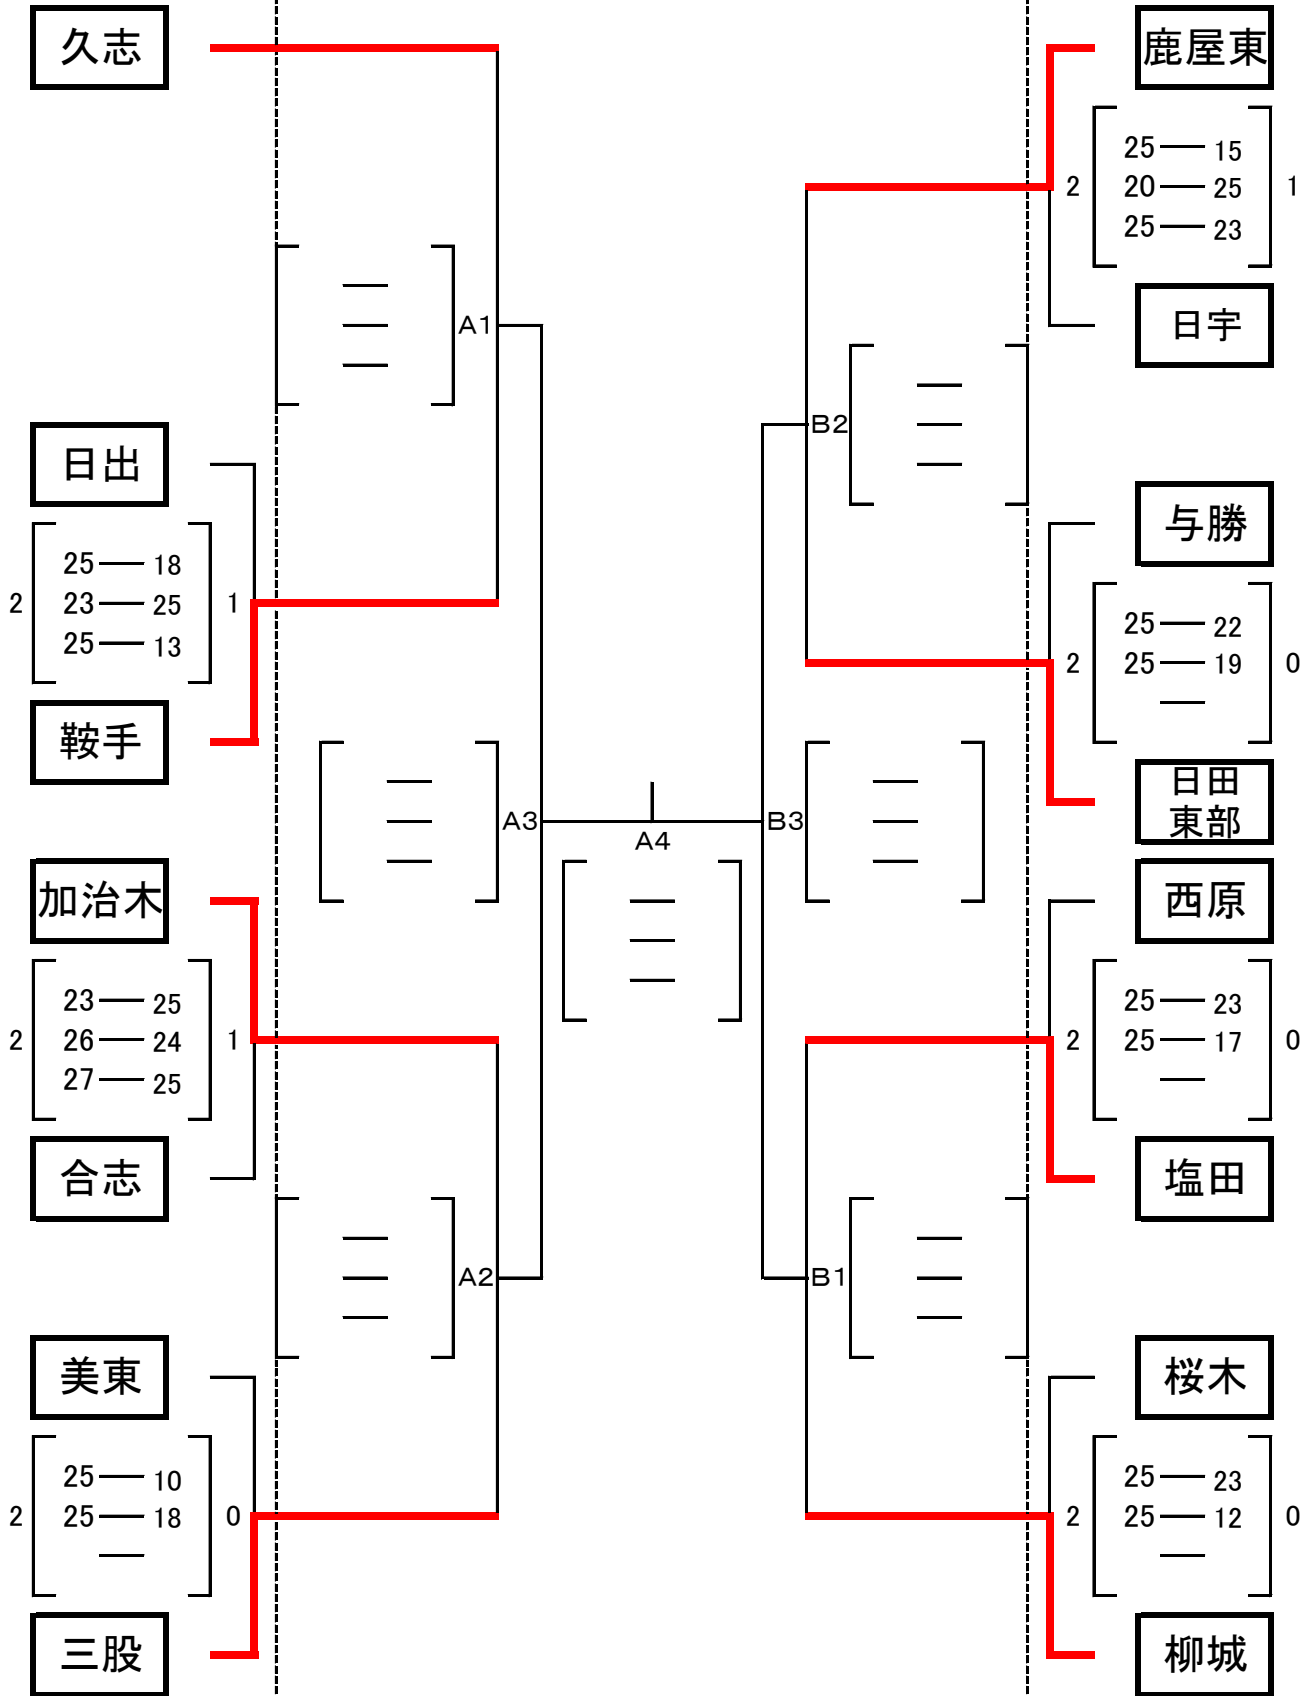 久志
A1
日出
25 — 18
2 23 — 25 1
25 — 13
鞍手
A3
加治木
23 — 25
2 26 — 24 1
27 — 25
合志
A2
美東
25 — 10
2 25 — 18 0
—
三股
A4
鹿屋東
25 — 15
2 20 — 25 1
25 — 23
日宇
B2
与勝
25 — 22
2 25 — 19 0
—
日田
東部
B3
西原
25 — 23
2 25 — 17 0
—
塩田
B1
桜木
25 — 23
2 25 — 12 0
—
柳城